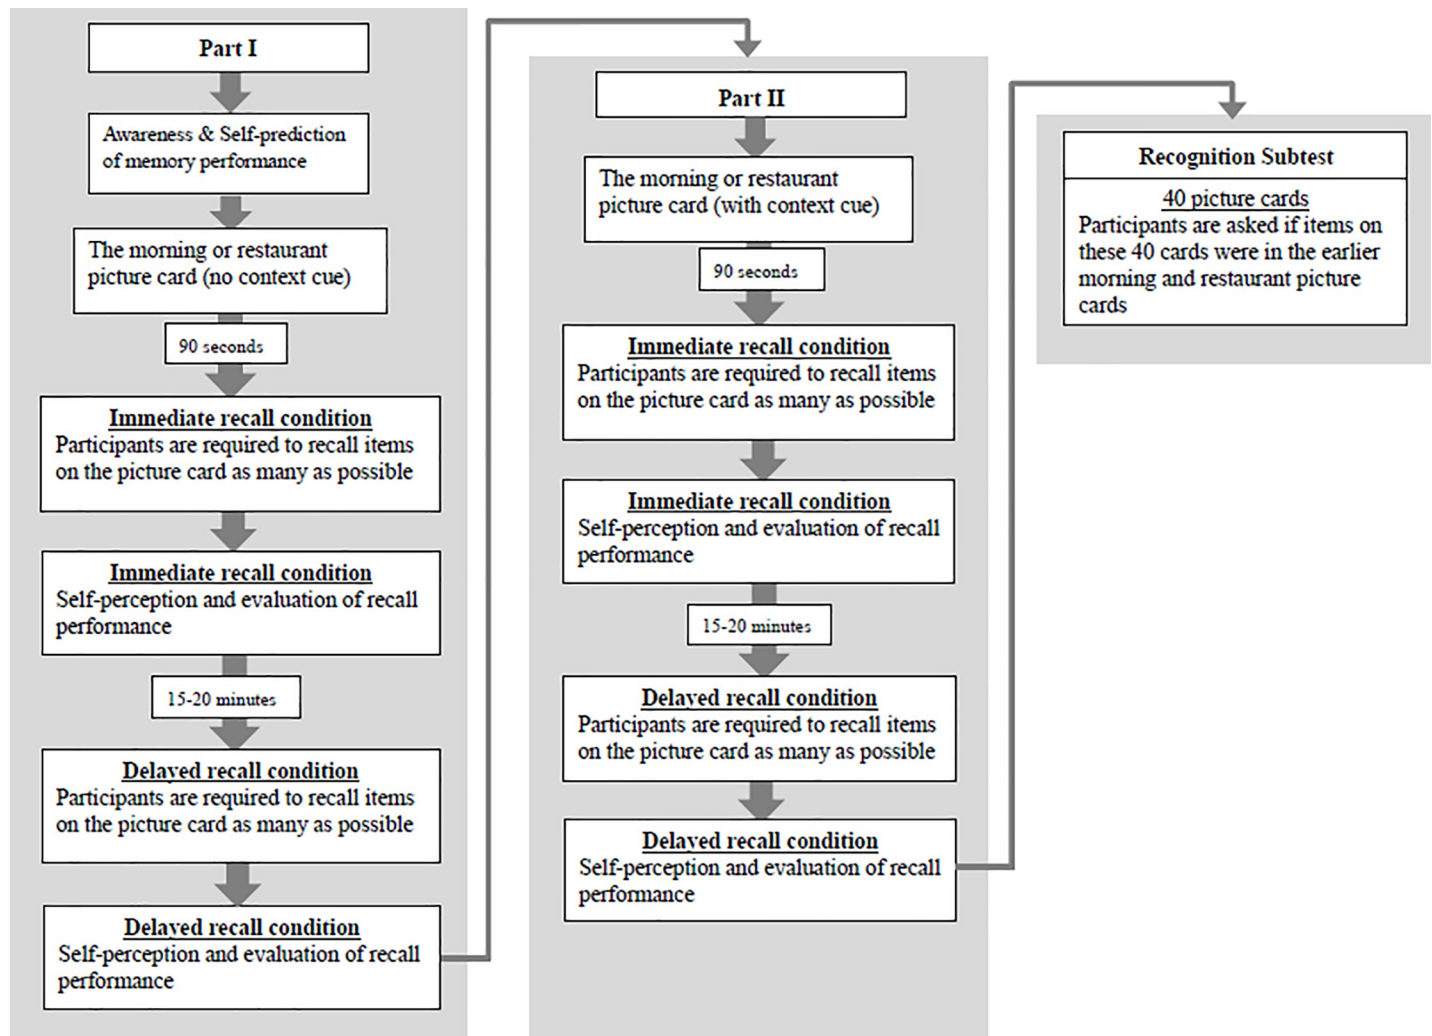 Part I
Awareness & Self-prediction
of memory performance
The morning or restaurant
picture card (no context cue)
90 seconds
Immediate recall condition
Participants are required to recall items
on the picture card as many as possible
Immediate recall condition
Self-perception and evaluation of recall
performance
15-20 minutes
Delayed recall condition
Participants are required to recall items
on the picture card as many as possible
Delayed recall condition
Self-perception and evaluation of recall
performance
Part II
The morning or restaurant
picture card (with context cue)
90 seconds
Immediate recall condition
Participants are required to recall items
on the picture card as many as possible
Immediate recall condition
Self-perception and evaluation of recall
performance
15-20 minutes
Delayed recall condition
Participants are required to recall items
on the picture card as many as possible
Delayed recall condition
Self-perception and evaluation of recall
performance
Recognition Subtest
40 picture cards
Participants are asked if items on
these 40 cards were in the earlier
morning and restaurant picture
cards